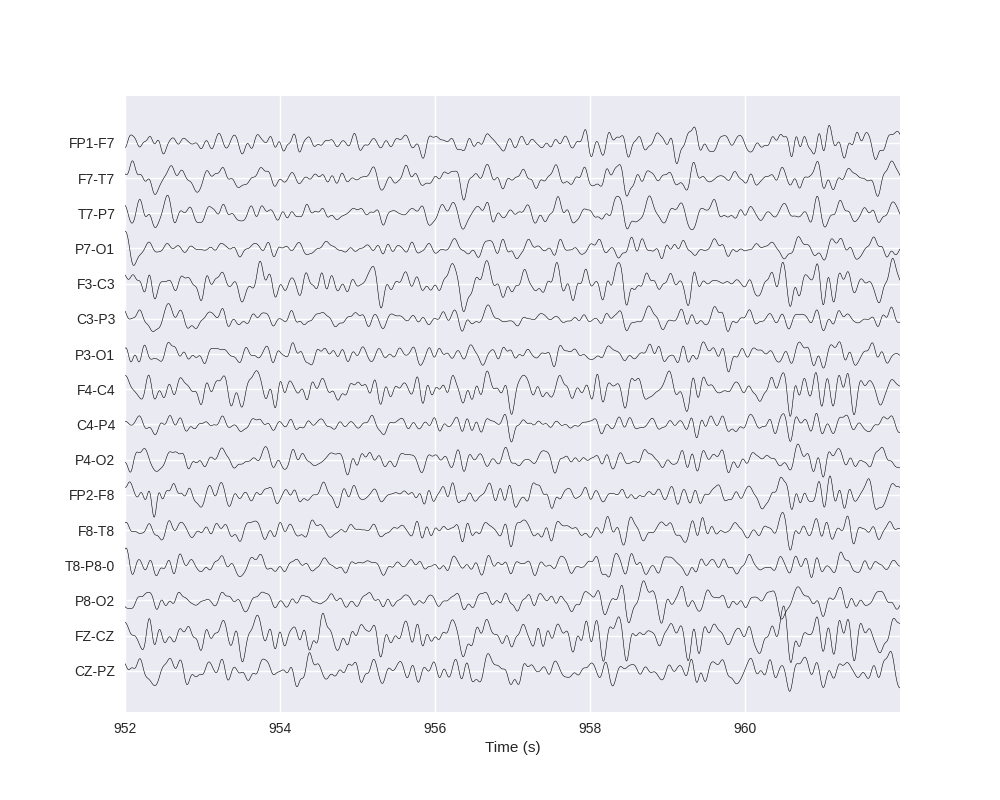 FP1-F7
F7-T7
T7-P7
P7-O1
F3-C3
C3-P3
P3-O1
F4-C4
C4-P4
P4-O2
FP2-F8
F8-T8
T8-P8-0
P8-O2
FZ-CZ
CZ-PZ
952 954 956 958 960
Time (s)